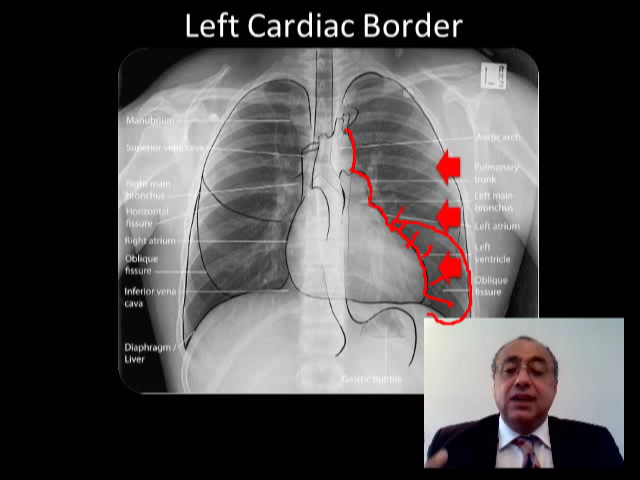 Left Cardiac Border
Manubrium
Superior vena cava
Right main
bronchus
Horizontal
fissure
Right atrium
Oblique
fissure
Inferior vena
cava
Diaphragm /
Liver
Aortic arch
Pulmonary
trunk
Left main
bronchus
Left atrium
Left
ventricle
Oblique
fissure
Gastric bubble